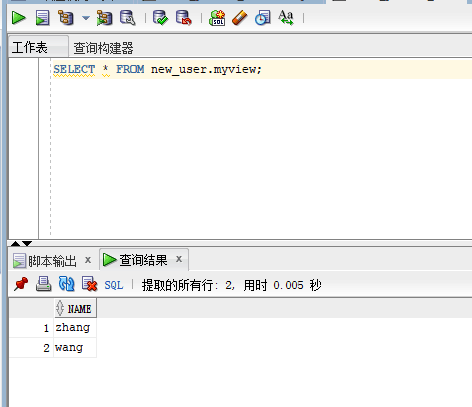 SQL
Aa
工作表 查询构建器
SELECT * FROM new_user.myview;
脚本输出 x 查询结果 x
SQL | 提取的所有行: 2, 用时 0.005 秒
NAME
1 zhang
2 wang